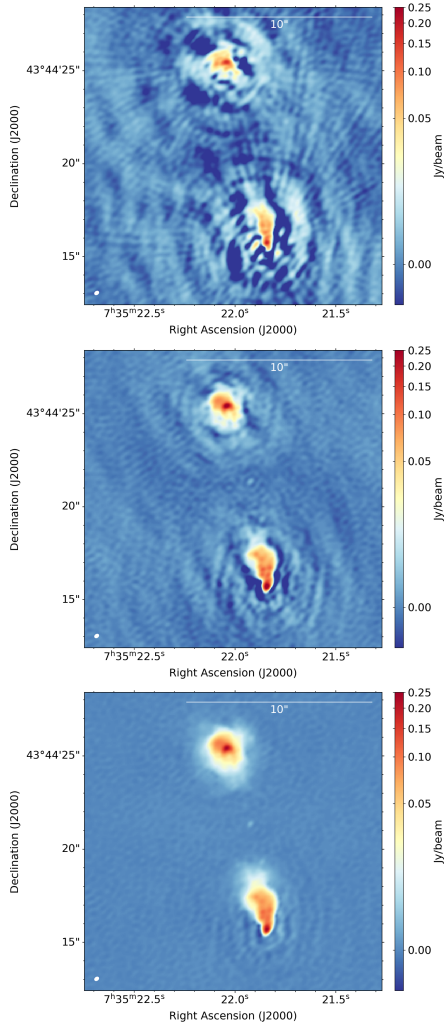 10"
43°44'25"
20"
15"
Declination (J2000)
7ʰ35ᵐ22.5ˢ
22.0ˢ
21.5ˢ
Right Ascension (J2000)
0.25
0.20
0.15
0.10
0.05
0.00
Jy/beam
10"
43°44'25"
20"
15"
Declination (J2000)
7ʰ35ᵐ22.5ˢ
22.0ˢ
21.5ˢ
Right Ascension (J2000)
0.25
0.20
0.15
0.10
0.05
0.00
Jy/beam
10"
43°44'25"
20"
15"
Declination (J2000)
7ʰ35ᵐ22.5ˢ
22.0ˢ
21.5ˢ
Right Ascension (J2000)
0.25
0.20
0.15
0.10
0.05
0.00
Jy/beam